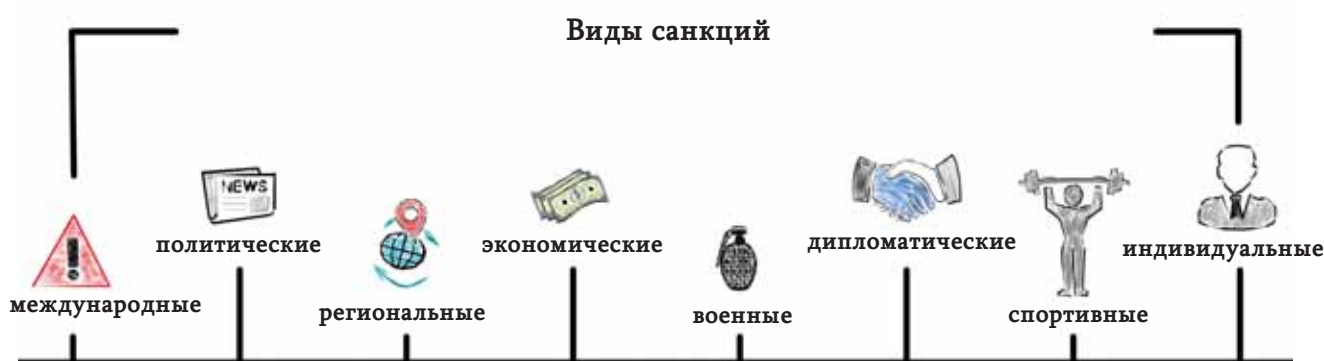 Виды санкций
NEWS
политические
экономические
дипломатические
индивидуальные
международные
региональные
военные
спортивные